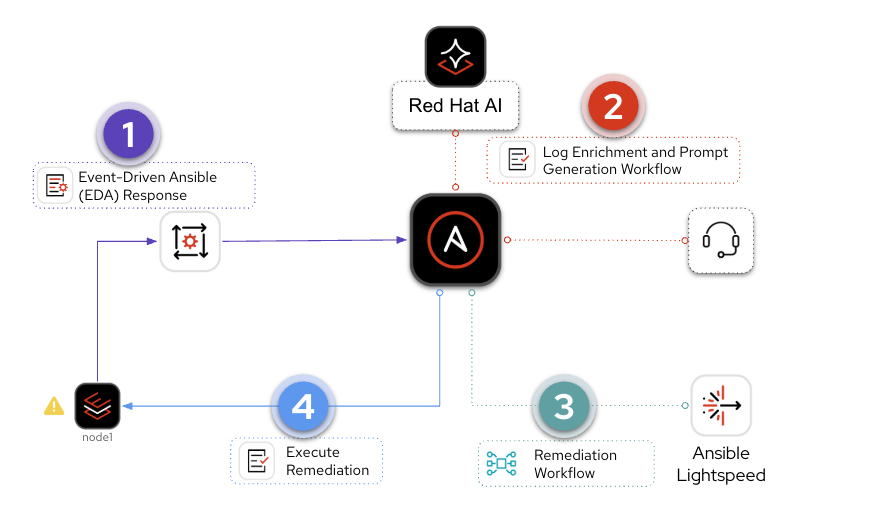 Red Hat AI
1
2
Event-Driven Ansible
(EDA) Response
Log Enrichment and Prompt
Generation Workflow
node1
4
3
Execute
Remediation
Remediation
Workflow
Ansible
Lightspeed